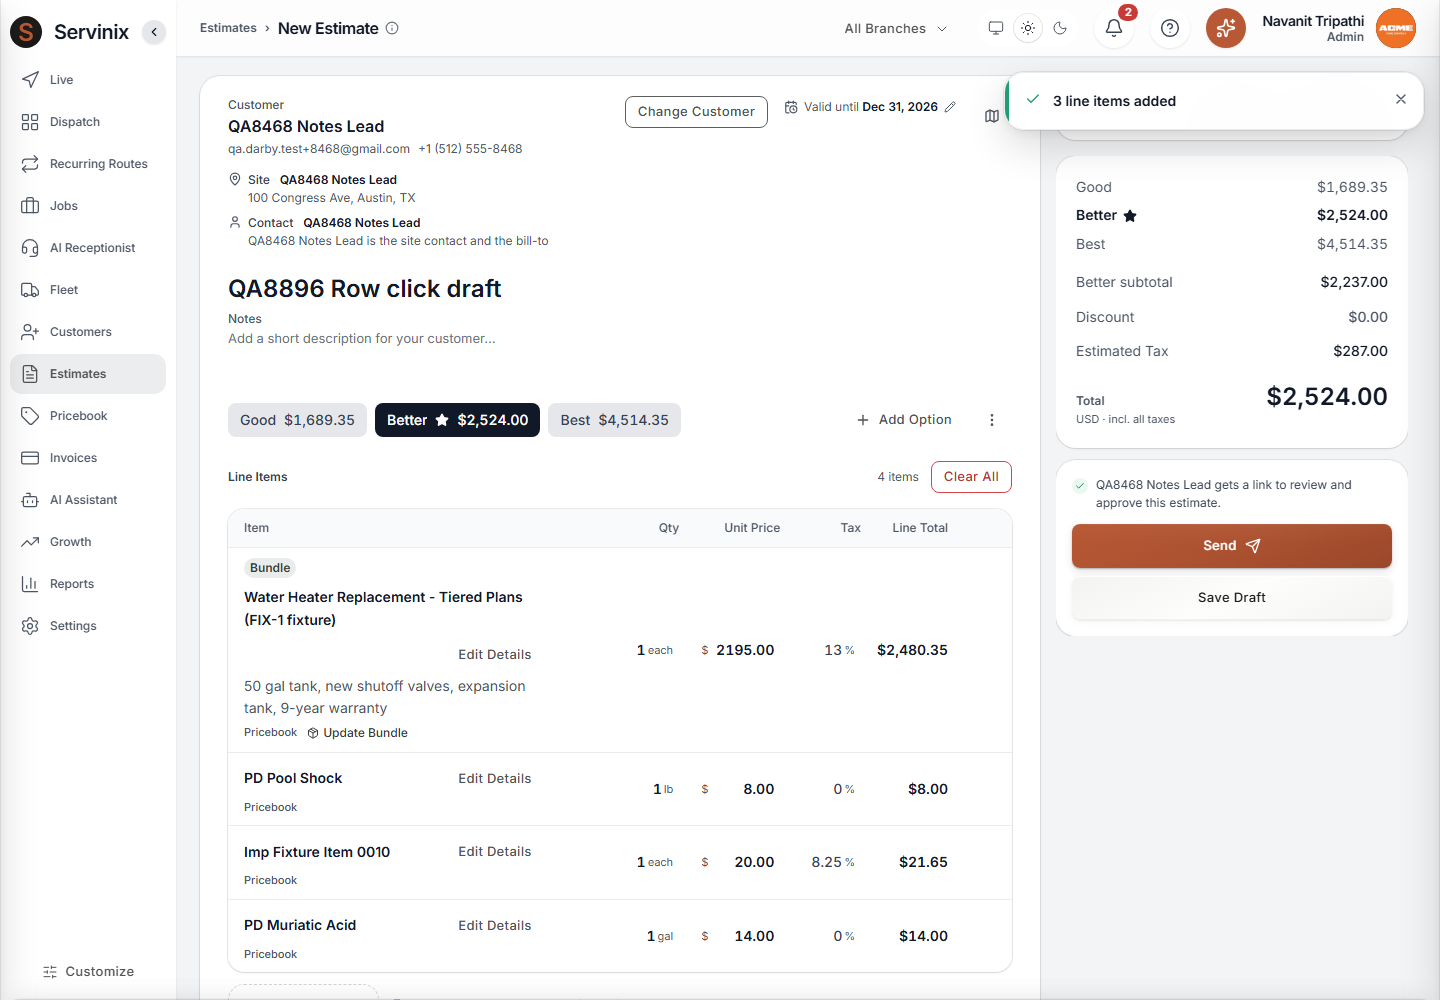 S Servinix
Live
Dispatch
Recurring Routes
Jobs
AI Receptionist
Fleet
Customers
Estimates
Pricebook
Invoices
AI Assistant
Growth
Reports
Settings
Customize
Estimates › New Estimate
All Branches
2
Navanit Tripathi
Admin
ACME
3 line items added
Customer
QA8468 Notes Lead
qa.darby.test+8468@gmail.com +1 (512) 555-8468
Change Customer
Valid until Dec 31, 2026
Site QA8468 Notes Lead
100 Congress Ave, Austin, TX
Contact QA8468 Notes Lead
QA8468 Notes Lead is the site contact and the bill-to
QA8896 Row click draft
Notes
Add a short description for your customer...
Good $1,689.35
Better $2,524.00
Best $4,514.35
+ Add Option
Line Items
4 items
Clear All
Item Qty Unit Price Tax Line Total
Bundle
Water Heater Replacement - Tiered Plans
(FIX-1 fixture)
Edit Details
1 each $ 2195.00 13 % $2,480.35
50 gal tank, new shutoff valves, expansion
tank, 9-year warranty
Pricebook Update Bundle
PD Pool Shock Edit Details
1 lb $ 8.00 0 % $8.00
Pricebook
Imp Fixture Item 0010 Edit Details
1 each $ 20.00 8.25 % $21.65
Pricebook
PD Muriatic Acid Edit Details
1 gal $ 14.00 0 % $14.00
Pricebook
Good $1,689.35
Better $2,524.00
Best $4,514.35
Better subtotal $2,237.00
Discount $0.00
Estimated Tax $287.00
Total $2,524.00
USD · incl. all taxes
QA8468 Notes Lead gets a link to review and
approve this estimate.
Send
Save Draft